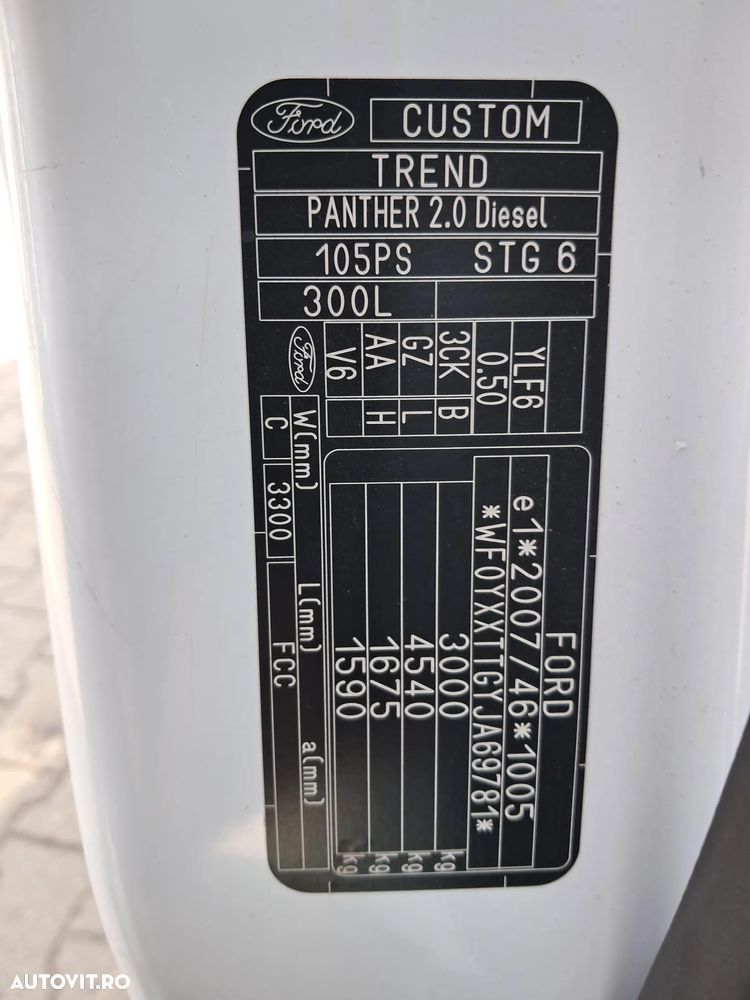 Ford CUSTOM
TREND
PANTHER 2.0 Diesel
105PS STG 6
300L
YLF6
0.50
3CK B
GZ L
AA H
V6
Ford
FORD
e1*2007/46*1005
*WF0YXXTTGYJA69781*
3000 kg
4540 kg
1675 kg
1590 kg
W(mm) L(mm) a(mm)
C 3300 FCC
AUTOVIT.RO